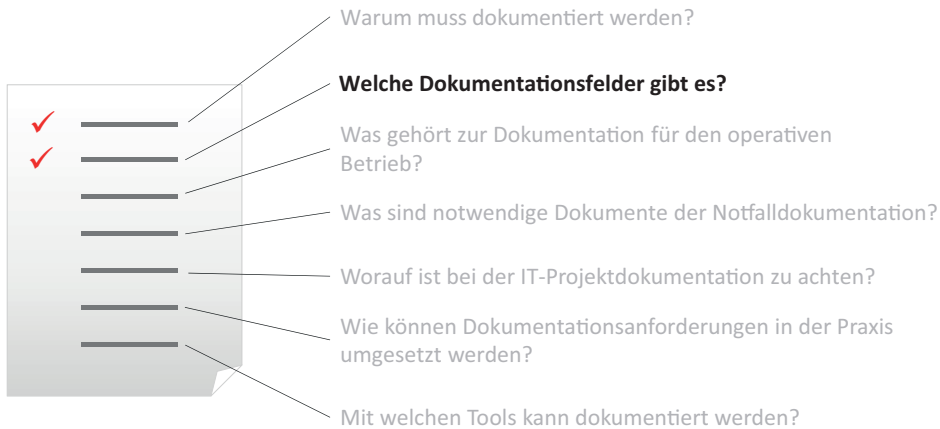 Warum muss dokumentiert werden?
Welche Dokumentationsfelder gibt es?
Was gehört zur Dokumentation für den operativen
Betrieb?
Was sind notwendige Dokumente der Notfalldokumentation?
Worauf ist bei der IT-Projektdokumentation zu achten?
Wie können Dokumentationsanforderungen in der Praxis
umgesetzt werden?
Mit welchen Tools kann dokumentiert werden?